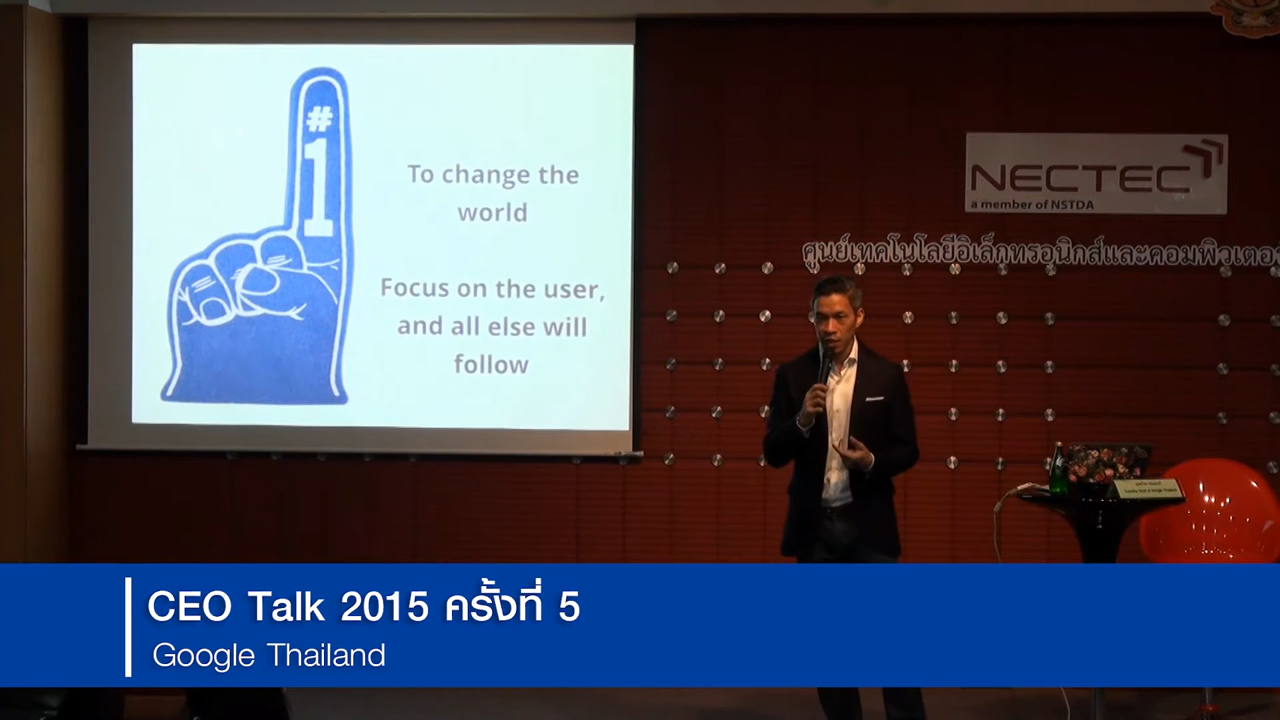 #1
To change the
world
Focus on the user,
and all else will
follow
NECTEC
a member of NSTDA
ศูนย์เทคโนโลยีอิเล็กทรอนิกส์และคอมพิวเตอ
CEO Talk 2015 ครั้งที่ 5
Google Thailand